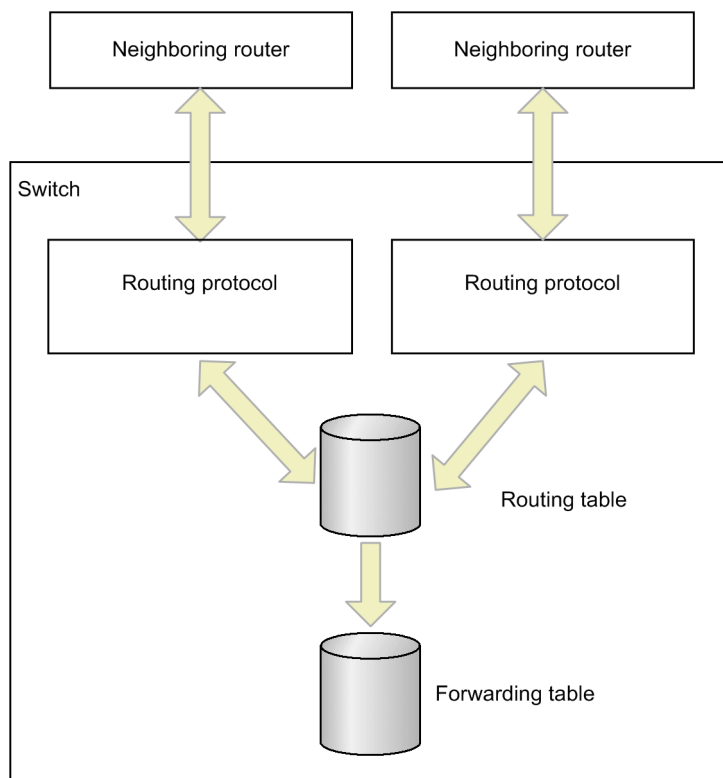 Neighboring router
Neighboring router
Switch
Routing protocol
Routing protocol
Routing table
Forwarding table